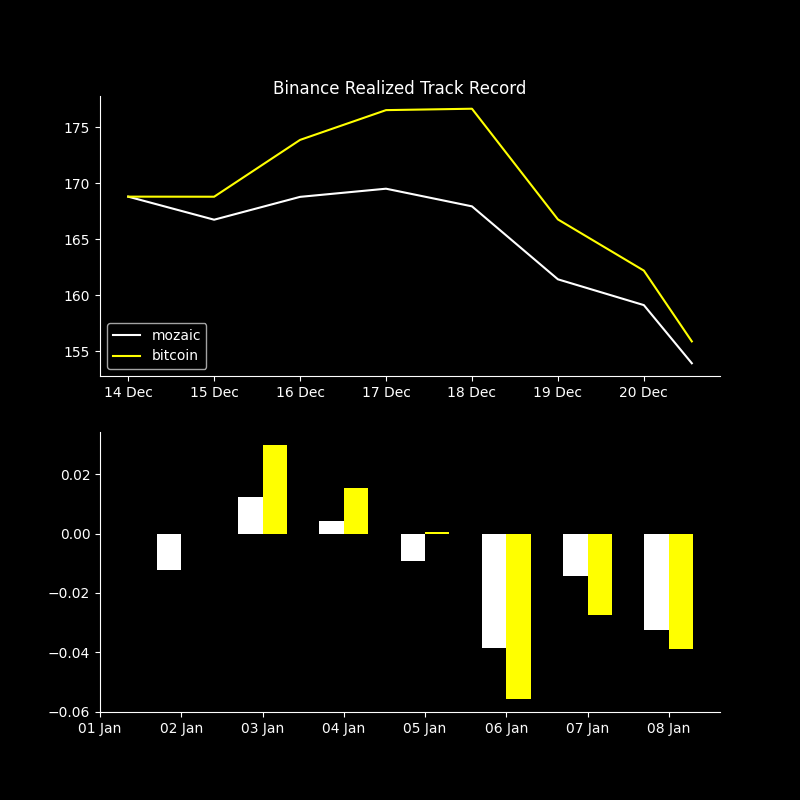 Binance Realized Track Record
175
170
165
160
155
mozaic
bitcoin
14 Dec 15 Dec 16 Dec 17 Dec 18 Dec 19 Dec 20 Dec
0.02
0.00
−0.02
−0.04
−0.06
01 Jan 02 Jan 03 Jan 04 Jan 05 Jan 06 Jan 07 Jan 08 Jan